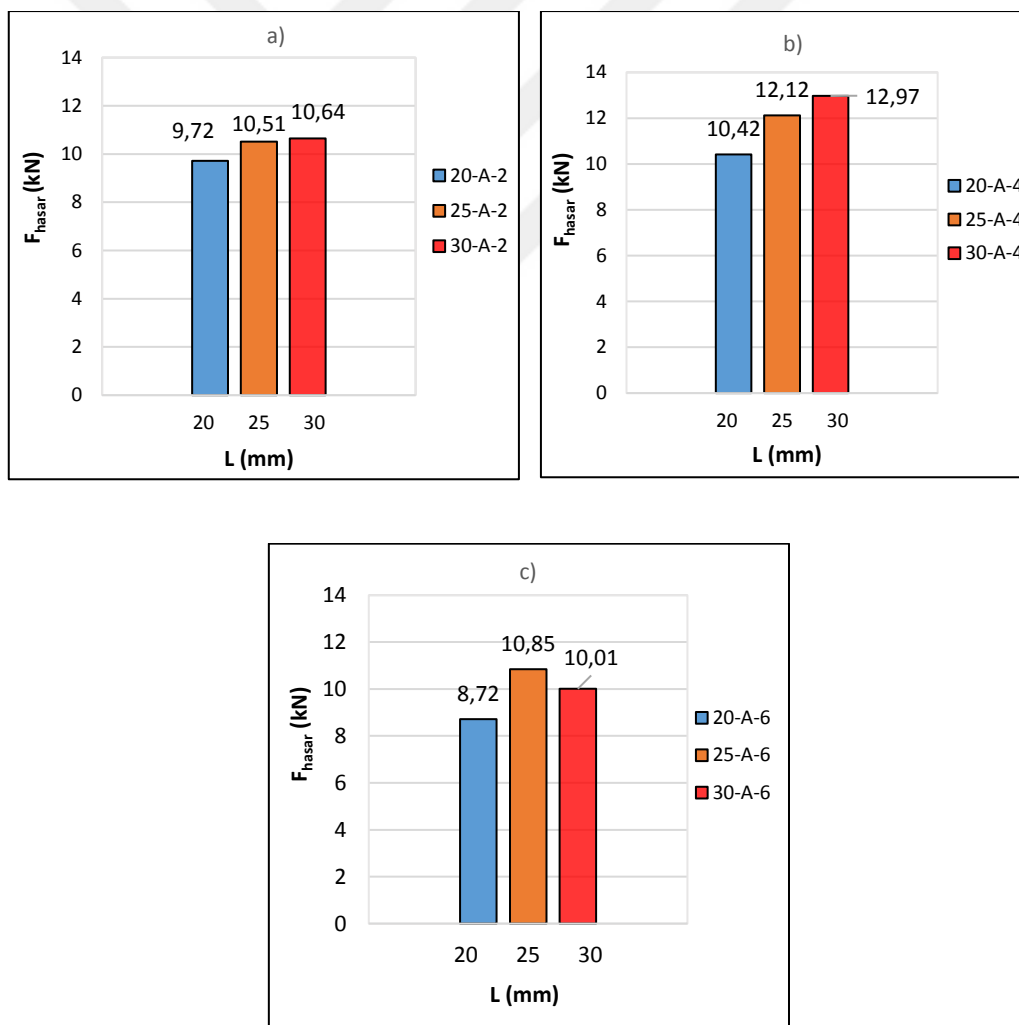 a)
14
12
10
8
6
4
2
0
F_hasar (kN)
9,72
10,51
10,64
20
25
30
L (mm)
20-A-2
25-A-2
30-A-2
b)
14
12
10
8
6
4
2
0
F_hasar (kN)
10,42
12,12
12,97
20
25
30
L (mm)
20-A-4
25-A-4
30-A-4
c)
14
12
10
8
6
4
2
0
F_hasar (kN)
8,72
10,85
10,01
20
25
30
L (mm)
20-A-6
25-A-6
30-A-6